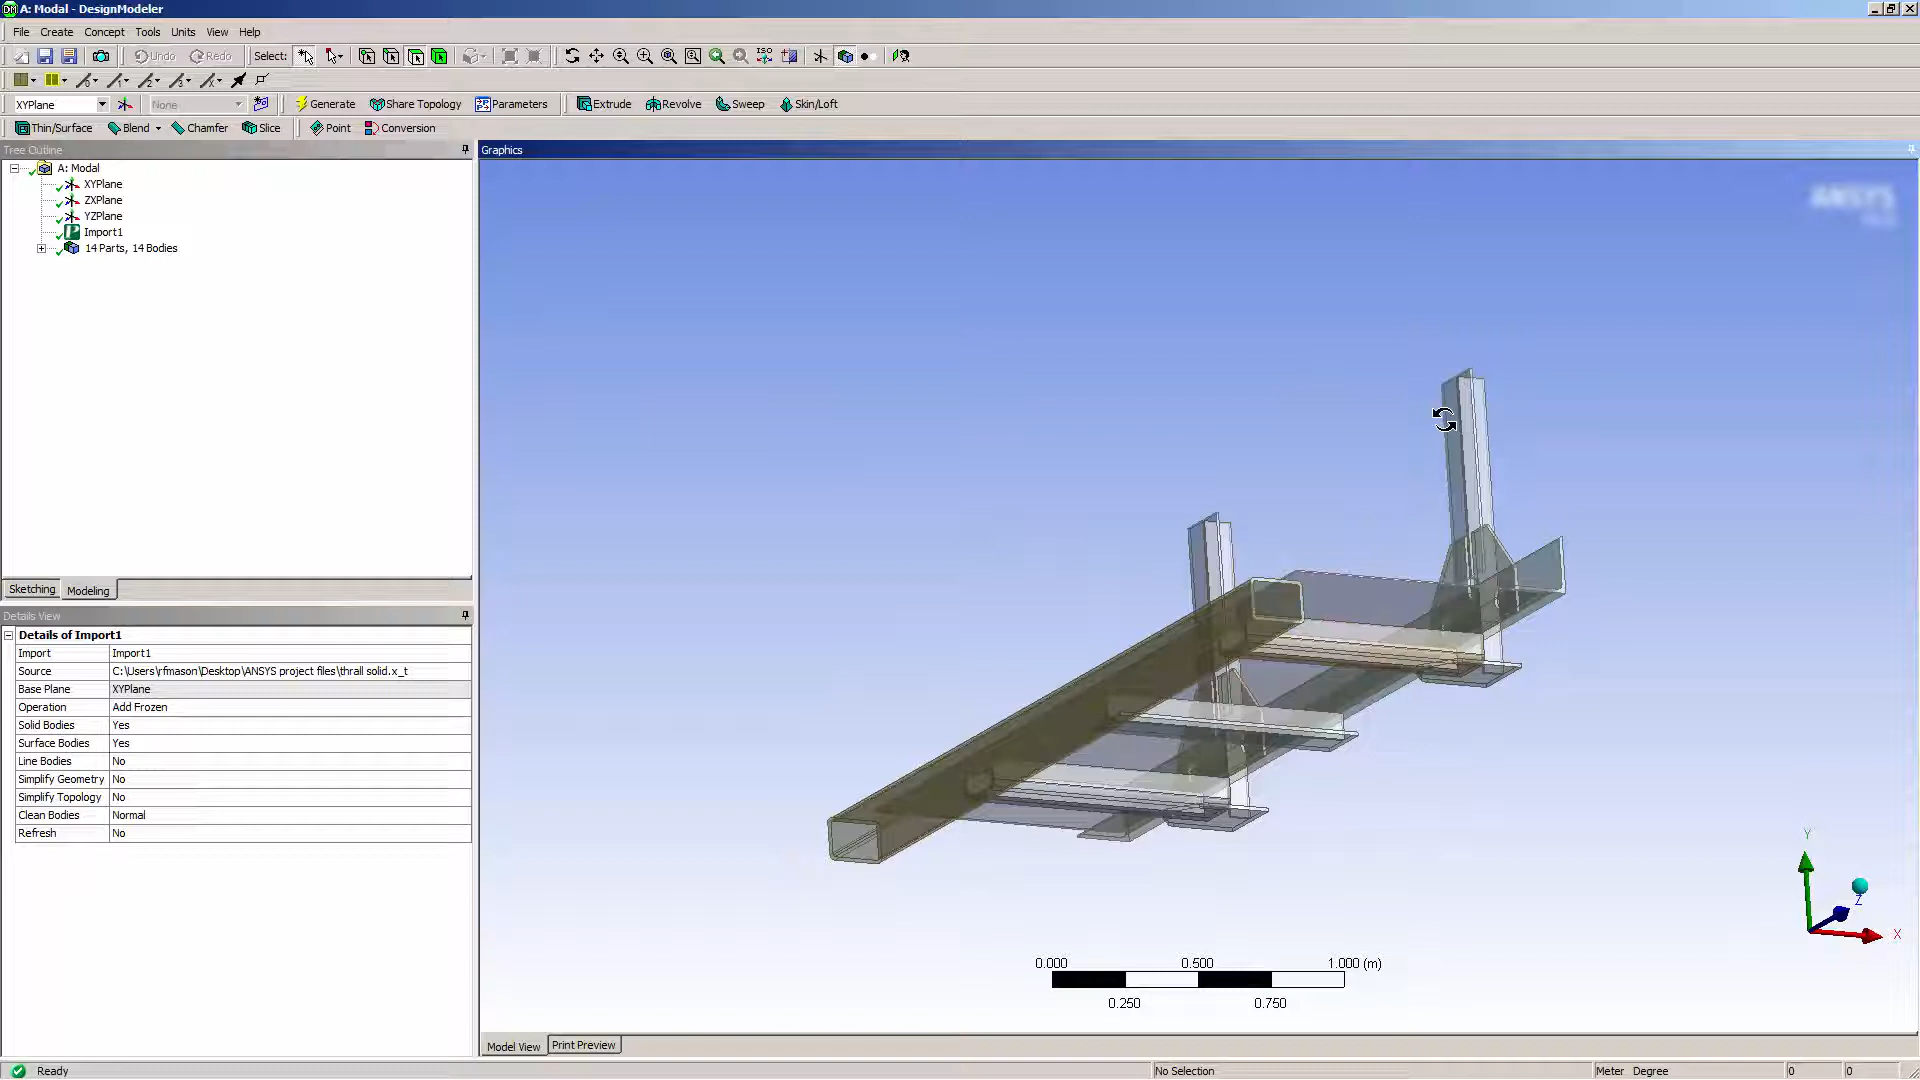 A: Modal - DesignModeler
File Create Concept Tools Units View Help
Undo Redo Select:
XYPlane None Generate Share Topology Parameters Extrude Revolve Sweep Skin/Loft
Thin/Surface Blend Chamfer Slice Point Conversion
Tree Outline
A: Modal
XYPlane
ZXPlane
YZPlane
Import1
14 Parts, 14 Bodies
Sketching Modeling
Details View
Details of Import1
Import Import1
Source C:\Users\rfmason\Desktop\ANSYS project files\thrall solid.x_t
Base Plane XYPlane
Operation Add Frozen
Solid Bodies Yes
Surface Bodies Yes
Line Bodies No
Simplify Geometry No
Simplify Topology No
Clean Bodies Normal
Refresh No
Graphics
ANSYS
Y
Z
X
0.000 0.500 1.000 (m)
0.250 0.750
Model View Print Preview
Ready No Selection Meter Degree 0 0